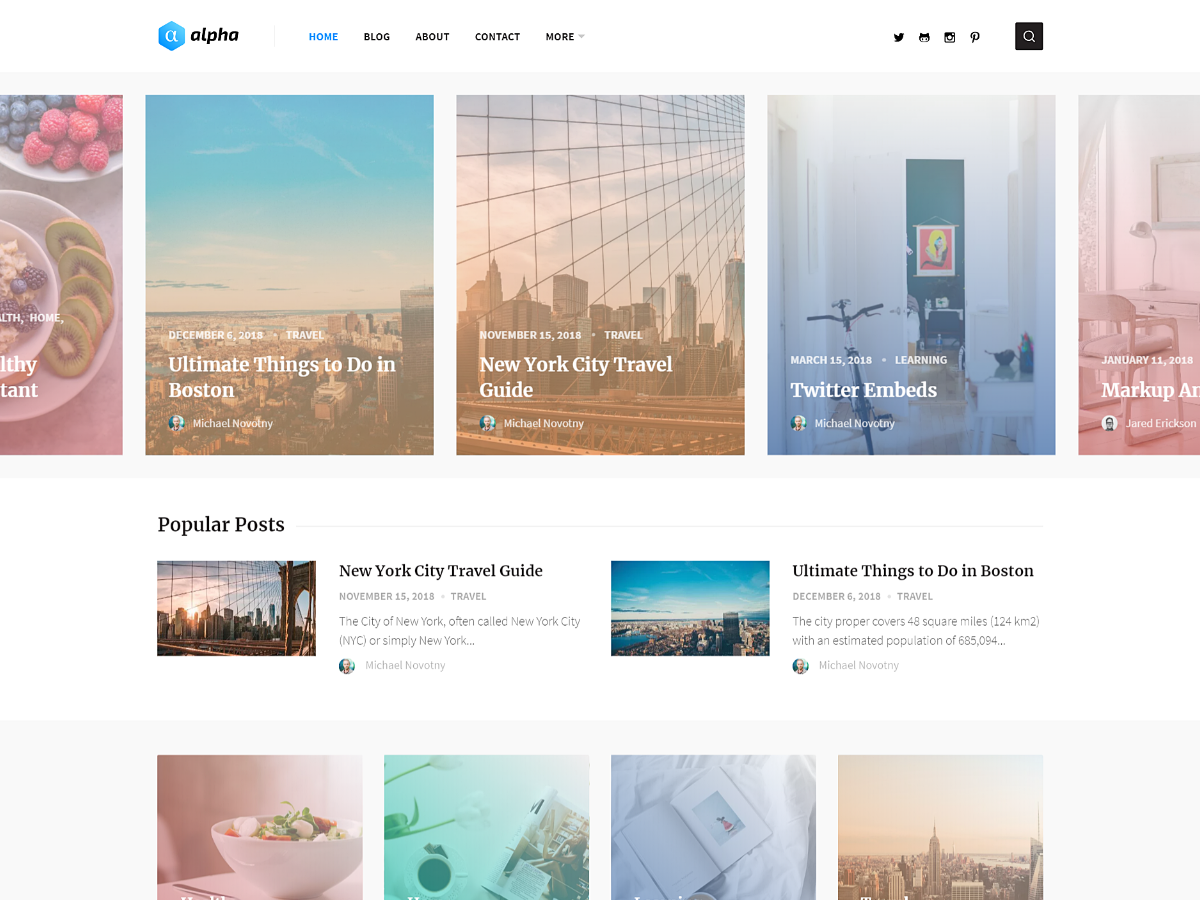 α alpha
HOME BLOG ABOUT CONTACT MORE
ALTH, HOME,
lthy
tant
DECEMBER 6, 2018 • TRAVEL
Ultimate Things to Do in
Boston
Michael Novotny
NOVEMBER 15, 2018 • TRAVEL
New York City Travel
Guide
Michael Novotny
MARCH 15, 2018 • LEARNING
Twitter Embeds
Michael Novotny
JANUARY 11, 2018
Markup An
Jared Erickson
Popular Posts
New York City Travel Guide
NOVEMBER 15, 2018 • TRAVEL
The City of New York, often called New York City
(NYC) or simply New York...
Michael Novotny
Ultimate Things to Do in Boston
DECEMBER 6, 2018 • TRAVEL
The city proper covers 48 square miles (124 km2)
with an estimated population of 685,094...
Michael Novotny